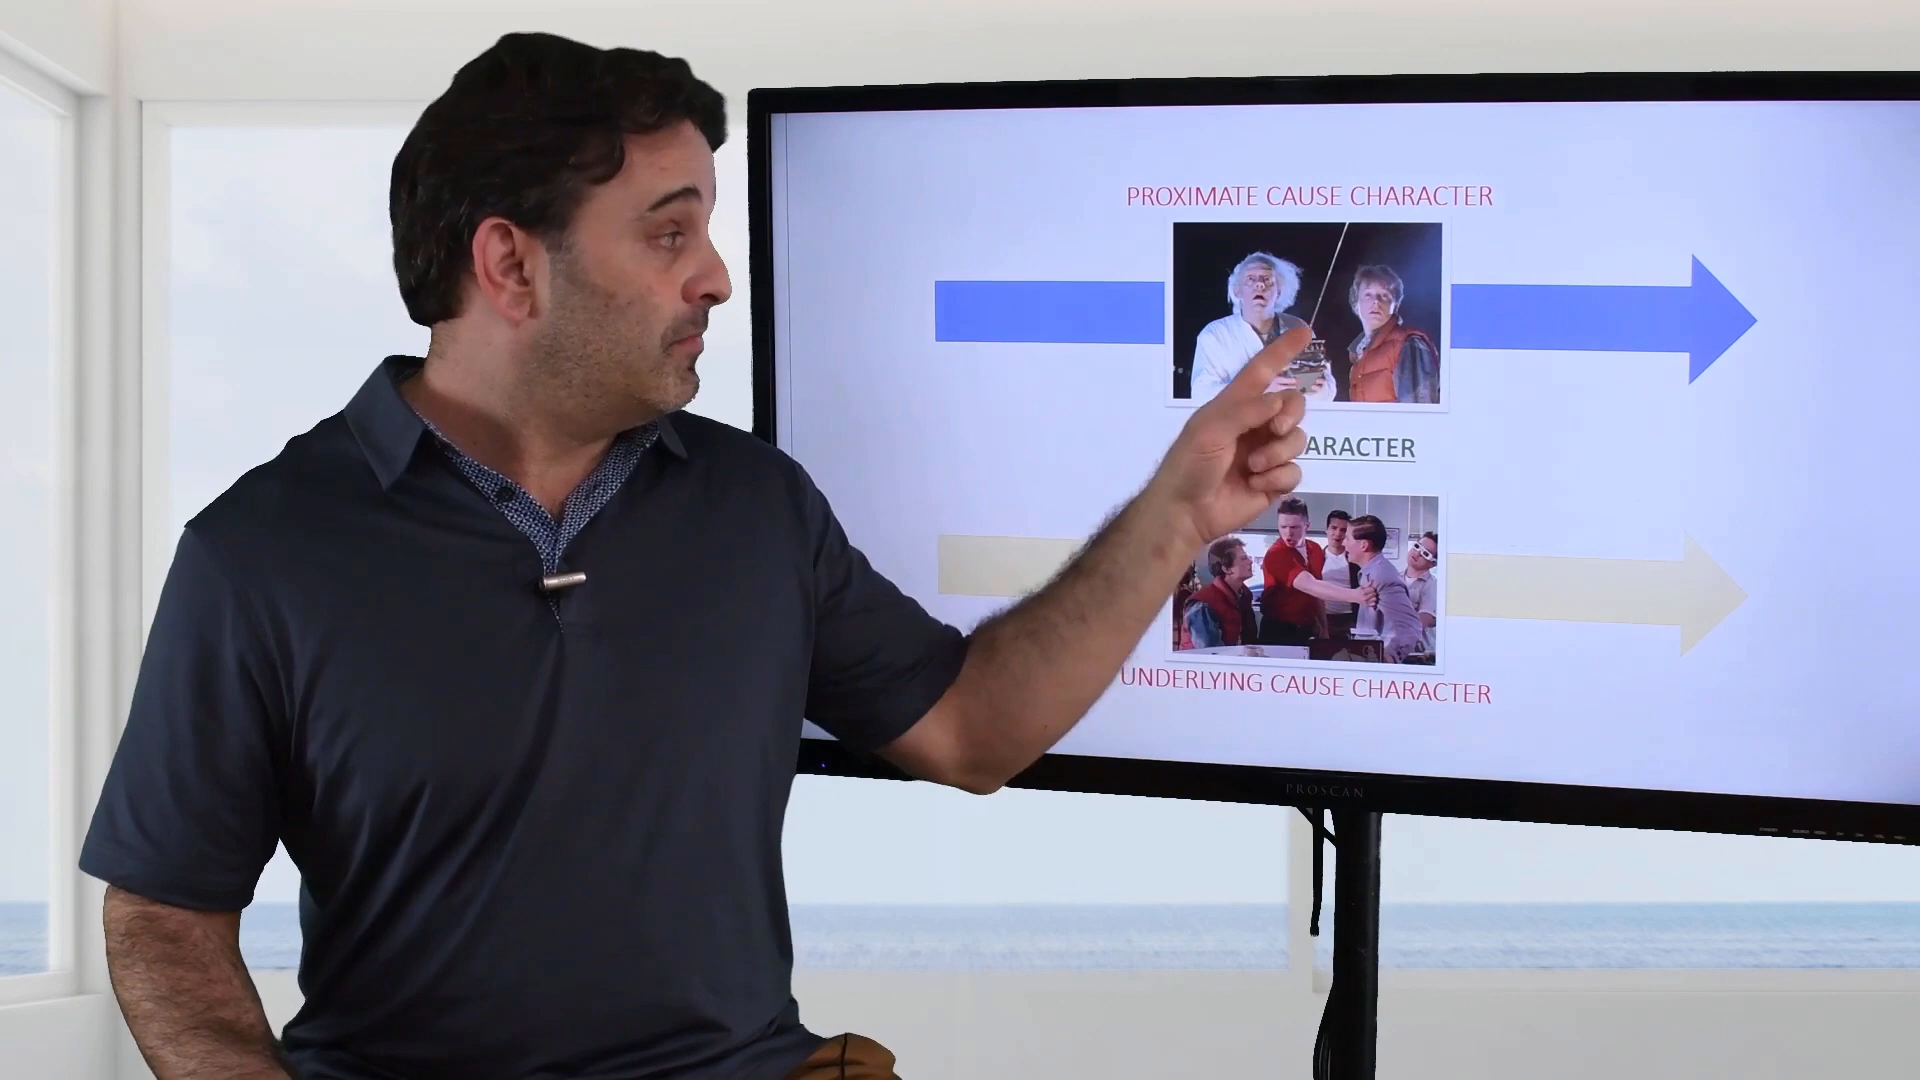 PROXIMATE CAUSE CHARACTER
ARACTER
UNDERLYING CAUSE CHARACTER
PROSCAN